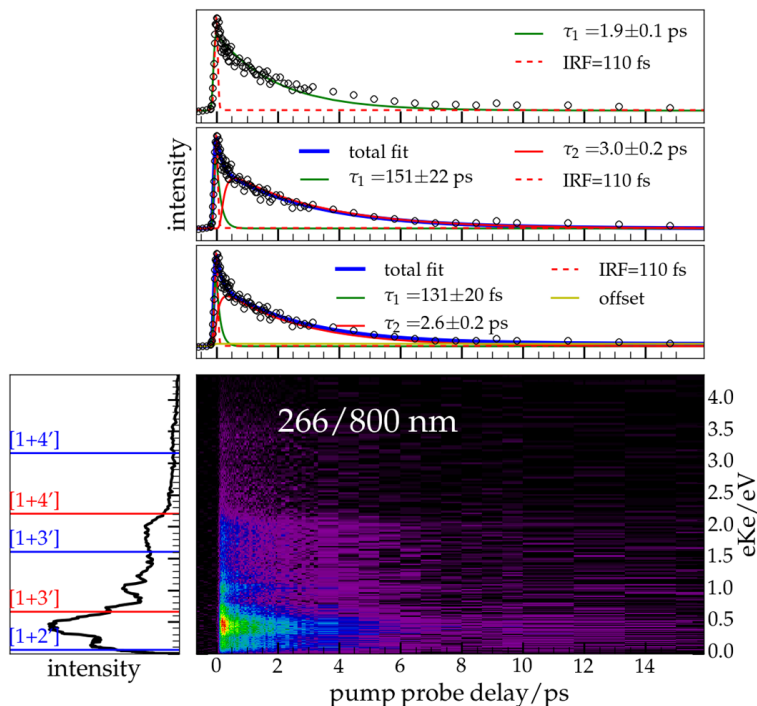 τ₁ =1.9±0.1 ps
IRF=110 fs
total fit
τ₁ =151±22 ps
τ₂ =3.0±0.2 ps
IRF=110 fs
total fit
τ₁ =131±20 fs
τ₂ =2.6±0.2 ps
IRF=110 fs
offset
intensity
[1+4′]
[1+4′]
[1+3′]
[1+3′]
[1+2′]
intensity
266/800 nm
4.0
3.5
3.0
2.5
2.0
1.5
1.0
0.5
0.0
eKe/eV
0 2 4 6 8 10 12 14
pump probe delay/ps